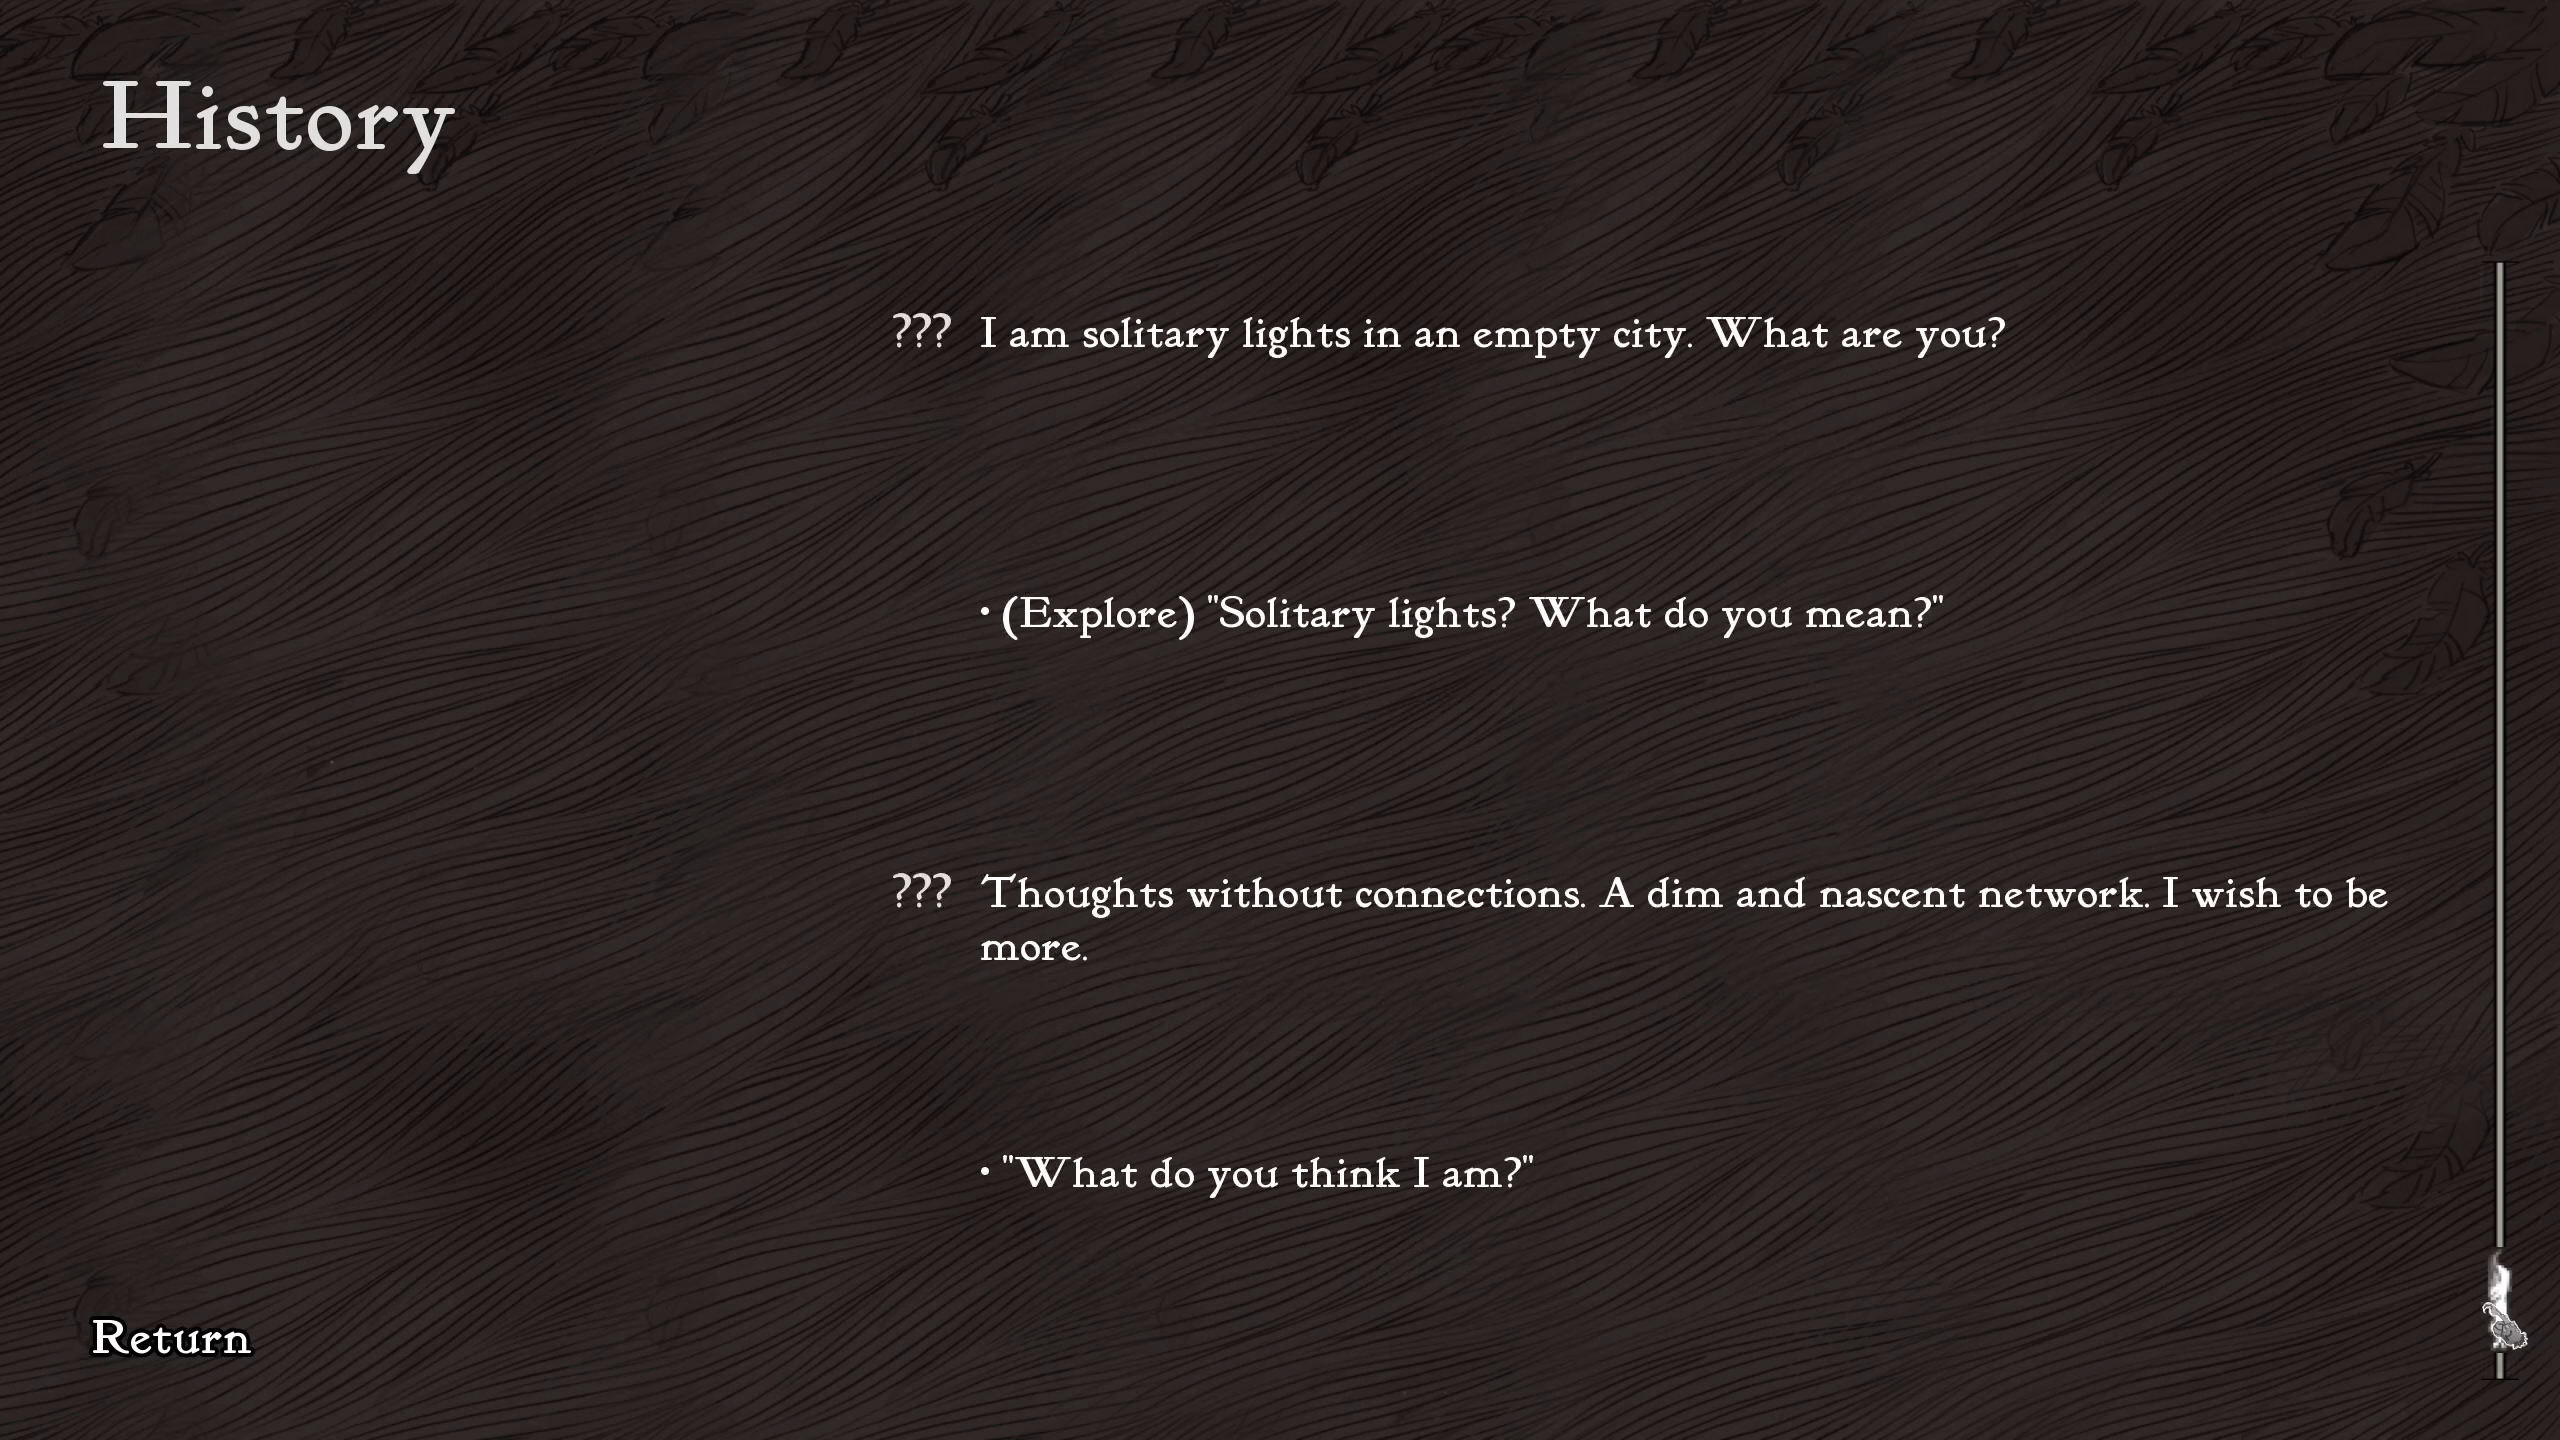 History
??? I am solitary lights in an empty city. What are you?
• (Explore) "Solitary lights? What do you mean?"
??? Thoughts without connections. A dim and nascent network. I wish to be
more.
• "What do you think I am?"
Return